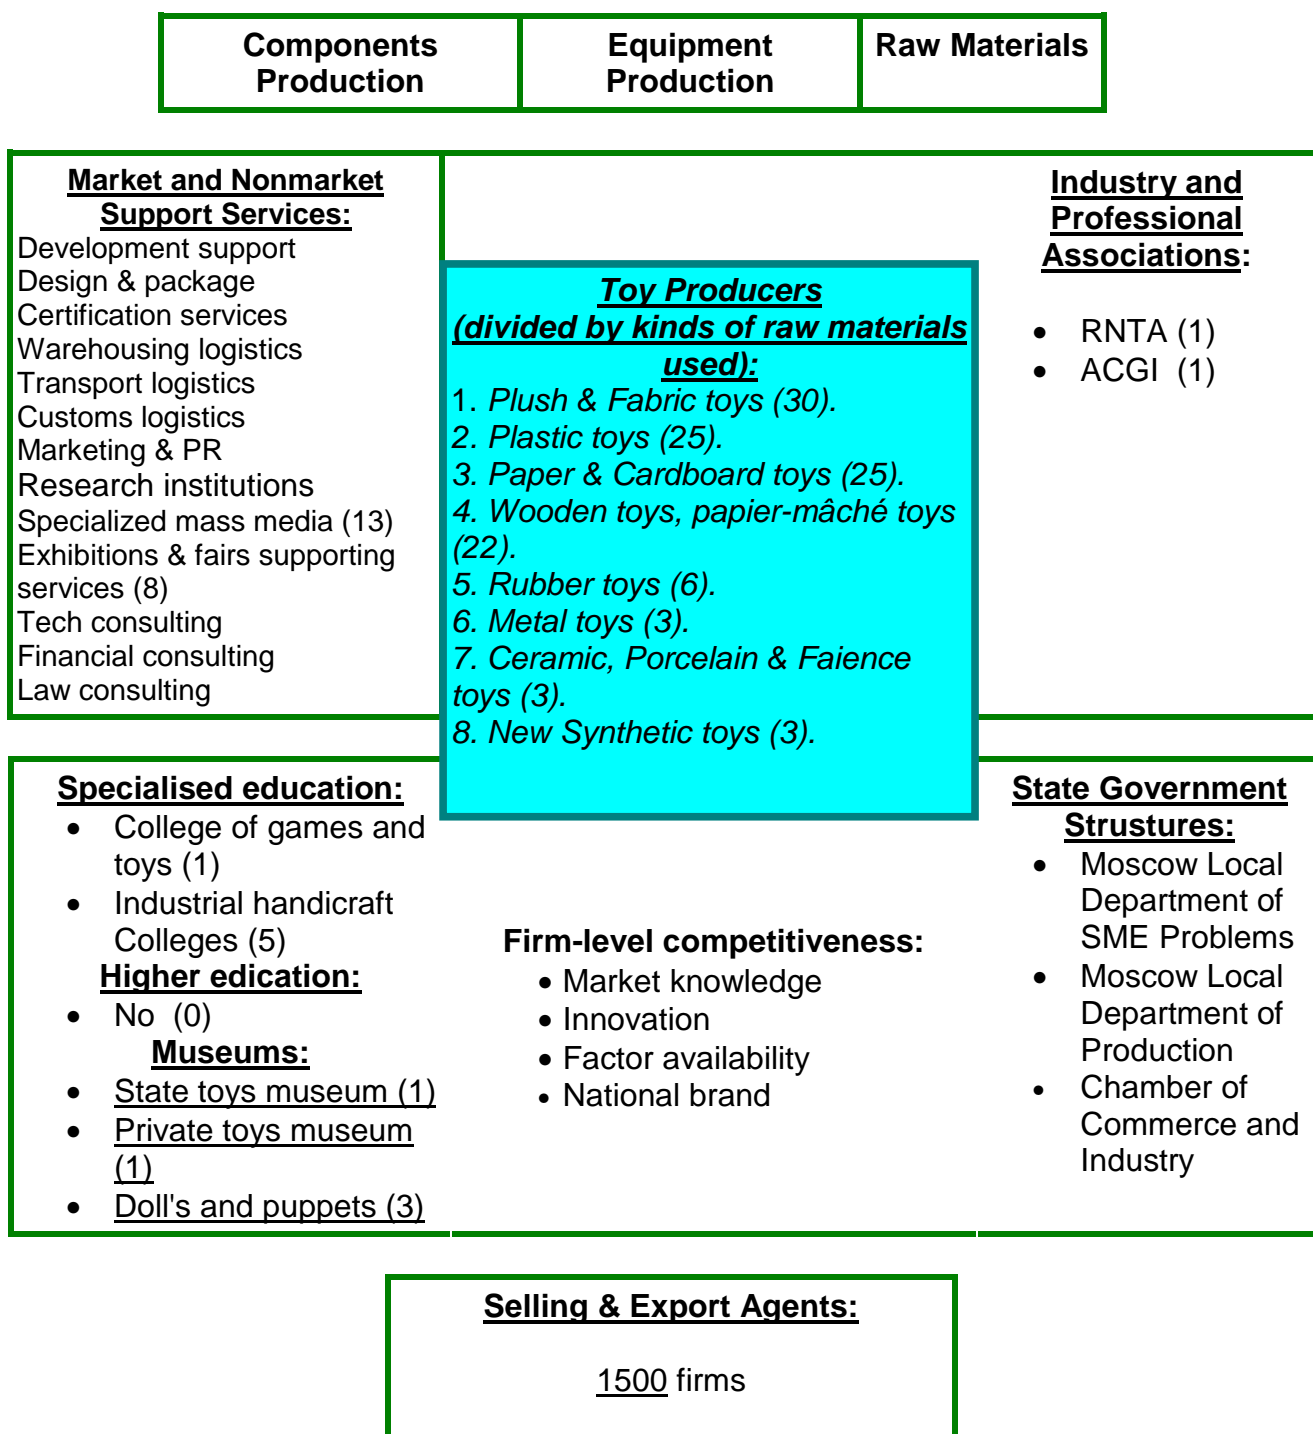 Components
Production
Equipment
Production
Raw Materials
Market and Nonmarket
Support Services:
Development support
Design & package
Certification services
Warehousing logistics
Transport logistics
Customs logistics
Marketing & PR
Research institutions
Specialized mass media (13)
Exhibitions & fairs supporting
services (8)
Tech consulting
Financial consulting
Law consulting
Toy Producers
(divided by kinds of raw materials
used):
1. Plush & Fabric toys (30).
2. Plastic toys (25).
3. Paper & Cardboard toys (25).
4. Wooden toys, papier-mâché toys
(22).
5. Rubber toys (6).
6. Metal toys (3).
7. Ceramic, Porcelain & Faience
toys (3).
8. New Synthetic toys (3).
Industry and
Professional
Associations:
• RNTA (1)
• ACGI (1)
Specialised education:
• College of games and
toys (1)
• Industrial handicraft
Colleges (5)
Higher edication:
• No (0)
Museums:
• State toys museum (1)
• Private toys museum
(1)
• Doll's and puppets (3)
Firm-level competitiveness:
• Market knowledge
• Innovation
• Factor availability
• National brand
State Government
Strustures:
• Moscow Local
Department of
SME Problems
• Moscow Local
Department of
Production
• Chamber of
Commerce and
Industry
Selling & Export Agents:
1500 firms